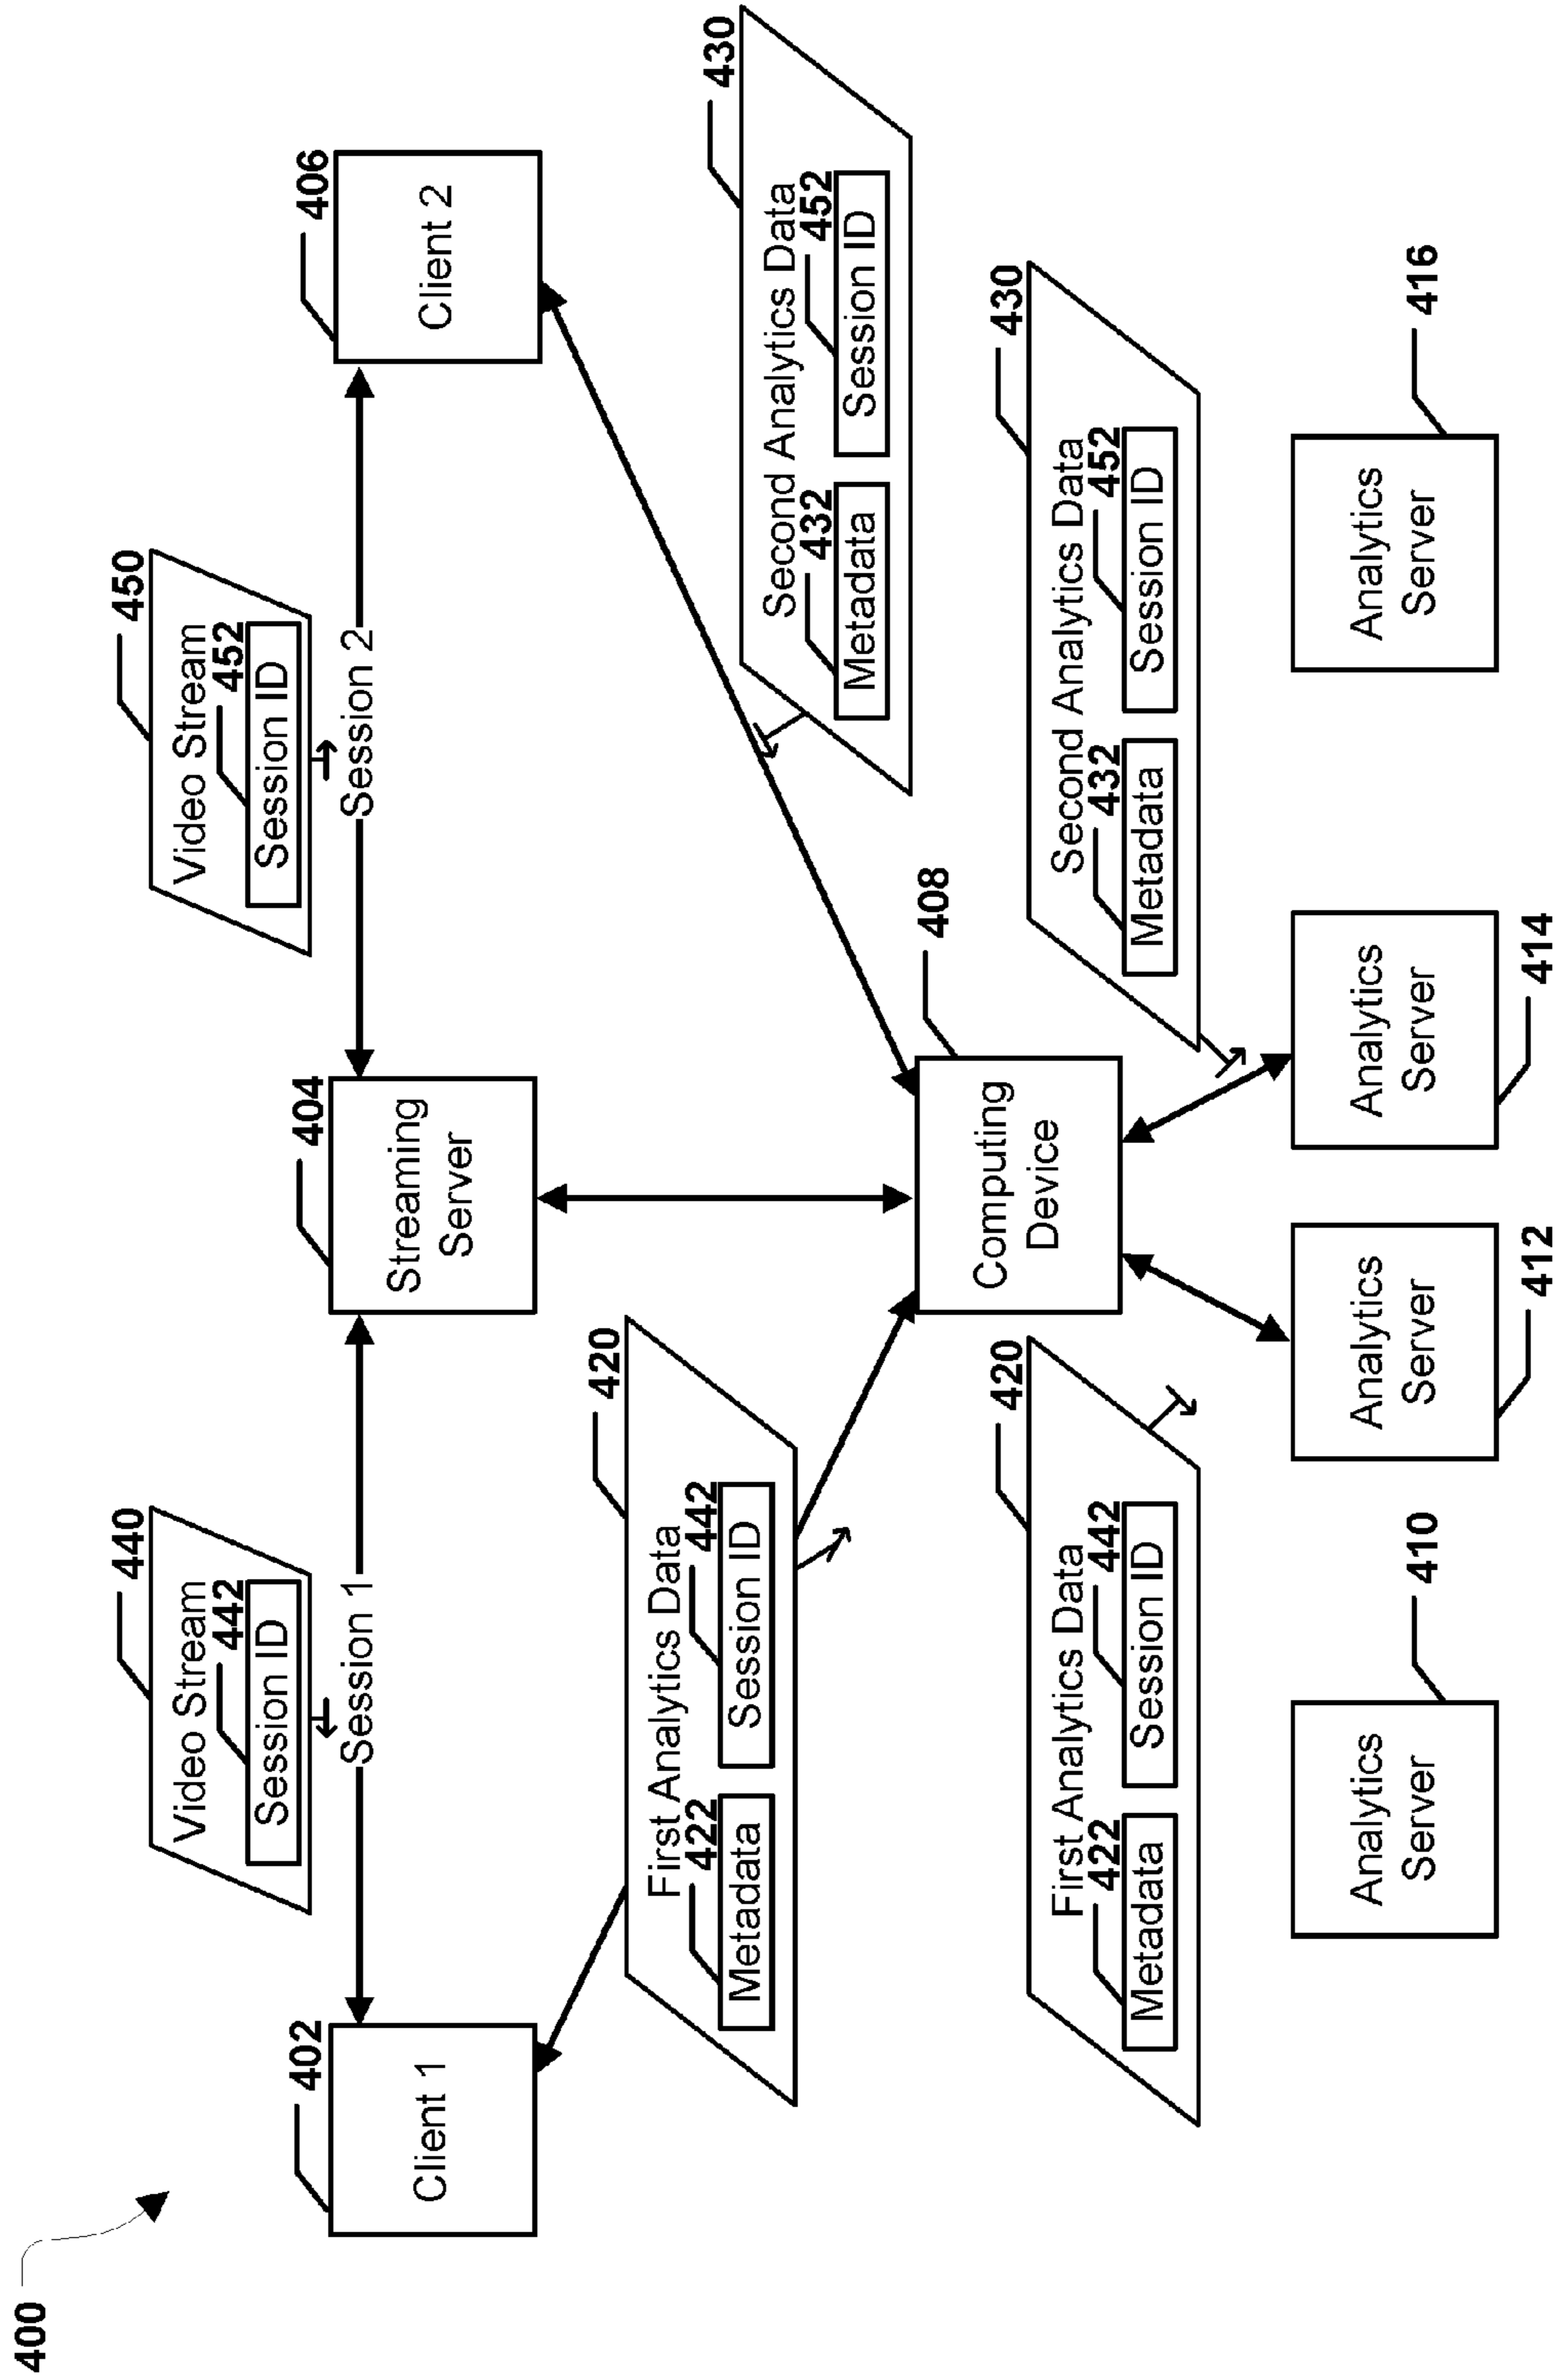 400
440
Video Stream
442
Session ID
450
Video Stream
452
Session ID
402
Client 1
Session 1
404
Streaming
Server
Session 2
406
Client 2
420
First Analytics Data
422
Metadata
442
Session ID
430
Second Analytics Data
432
Metadata
452
Session ID
408
Computing
Device
420
First Analytics Data
422
Metadata
442
Session ID
430
Second Analytics Data
432
Metadata
452
Session ID
410
Analytics
Server
Analytics
Server
412
Analytics
Server
414
416
Analytics
Server